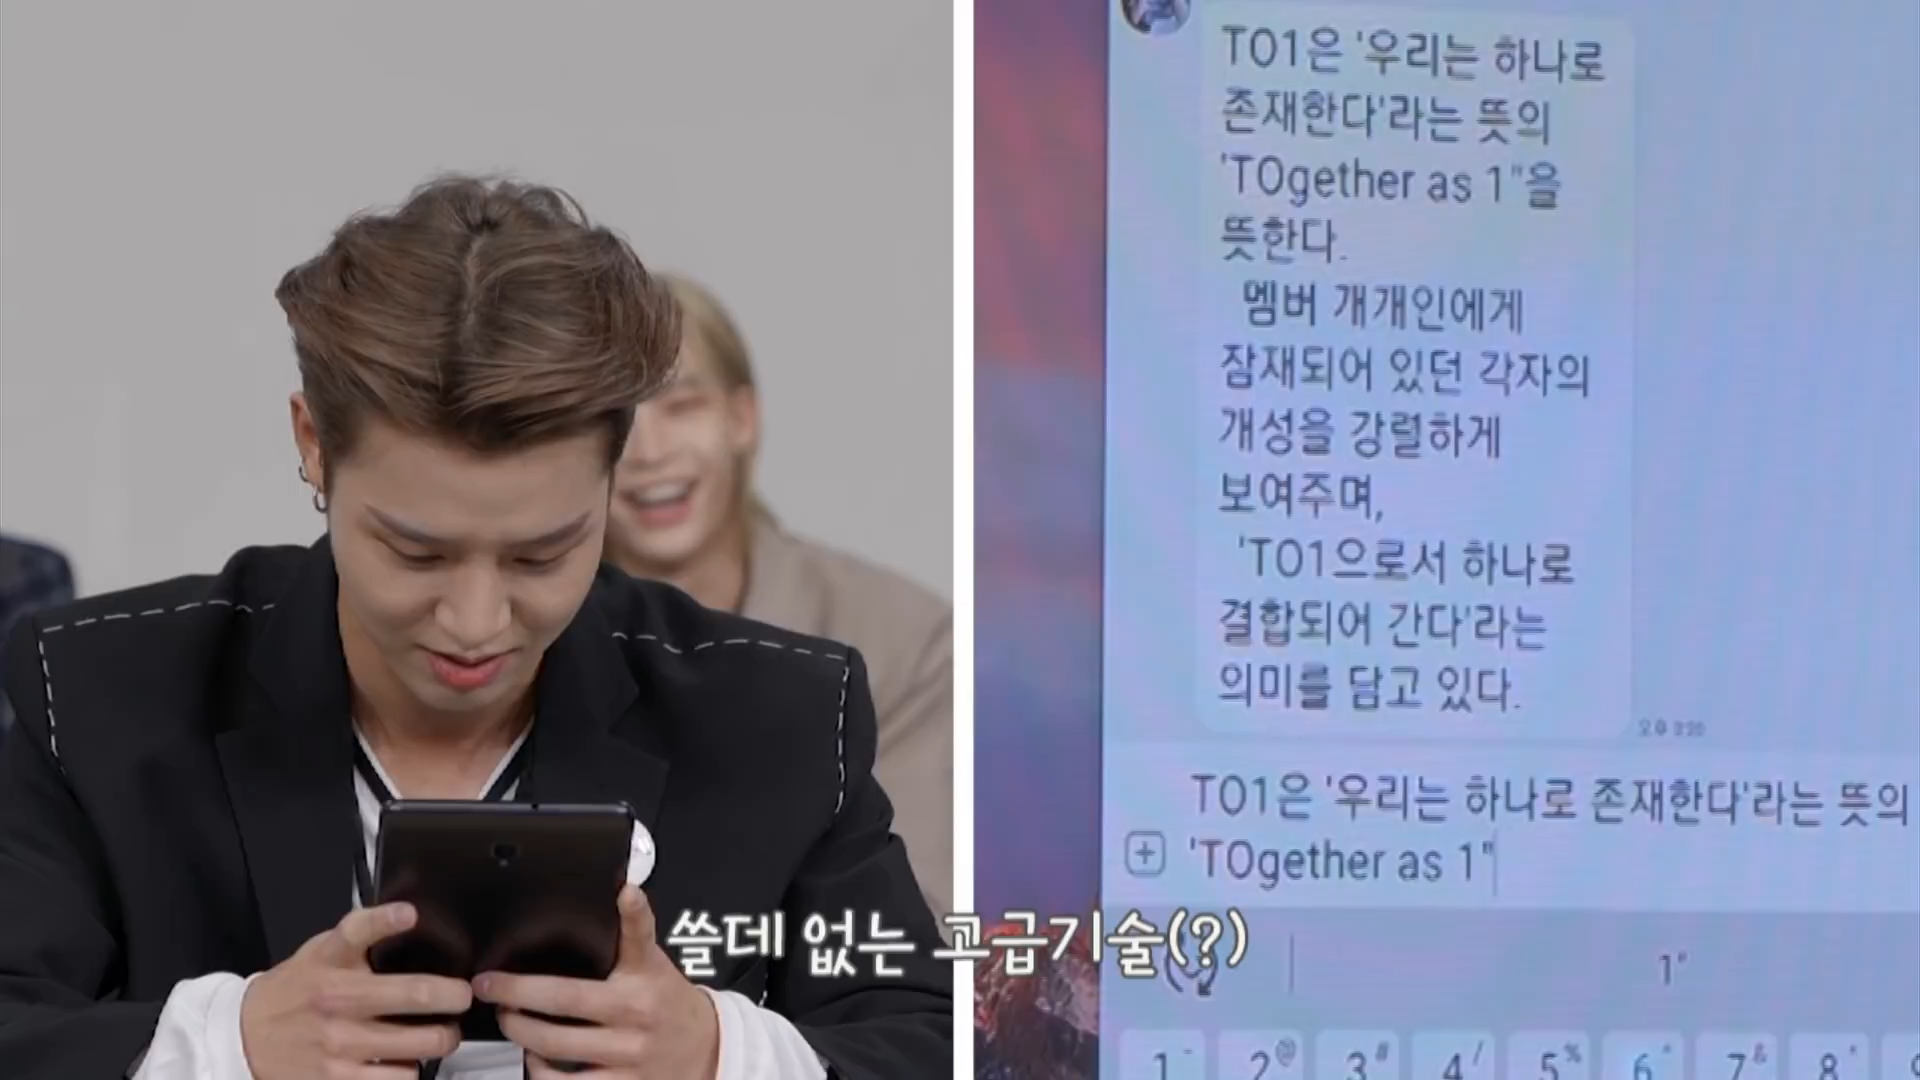 TO1은 '우리는 하나로
존재한다'라는 뜻의
'TOgether as 1"을
뜻한다.
멤버 개개인에게
잠재되어 있던 각자의
개성을 강렬하게
보여주며,
'TO1으로서 하나로
결합되어 간다'라는
의미를 담고 있다.
TO1은 '우리는 하나로 존재한다'라는 뜻의
'TOgether as 1"
쓸데 없는 고급기술(?)
1"
1 - 2 @ 3 # 4 / 5 % 6 ^ 7 & 8 *